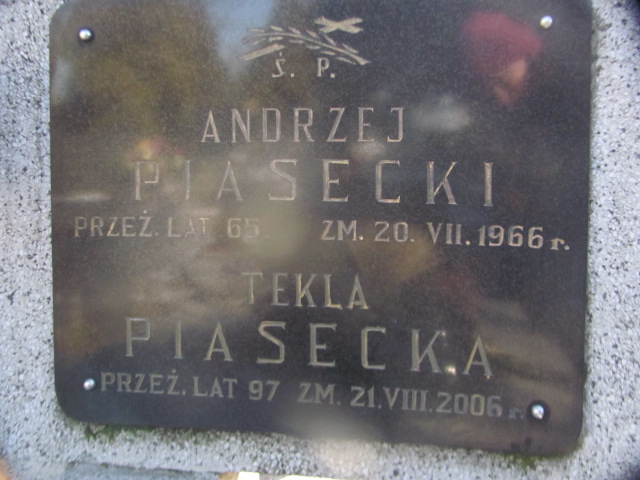 Ś. P.
ANDRZEJ
PIASECKI
PRZEŻ. LAT 65. ZM. 20. VII. 1966 r.
TEKLA
PIASECKA
PRZEŻ. LAT 97 ZM. 21. VIII. 2006 r.